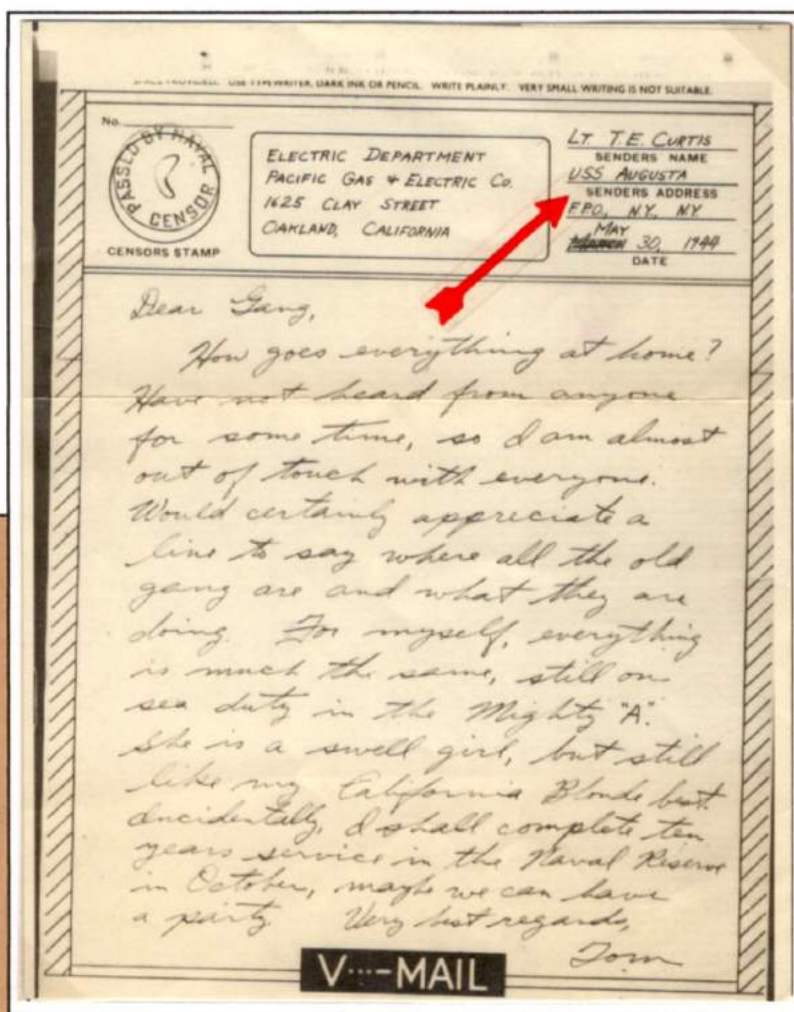 USE TYPEWRITER, DARK INK OR PENCIL. WRITE PLAINLY. VERY SMALL WRITING IS NOT SUITABLE.
No.
PASSED BY NAVAL CENSOR
CENSORS STAMP
ELECTRIC DEPARTMENT
PACIFIC GAS & ELECTRIC CO.
1625 CLAY STREET
OAKLAND, CALIFORNIA
LT T.E. CURTIS
SENDERS NAME
USS AUGUSTA
SENDERS ADDRESS
F.P.O., N.Y., N.Y.
MAY
MARCH 30, 1944
DATE
Dear Gang,
How goes everything at home?
Have not heard from anyone
for some time, so I am almost
out of touch with everyone.
Would certainly appreciate a
line to say where all the old
gang are and what they are
doing. For myself, everything
is much the same, still on
sea duty in the Mighty "A".
She is a swell girl, but still
like my California Blonde best.
Incidentally, I shall complete ten
years service in the Naval Reserve
in October, maybe we can have
a party. Very best regards,
Tom
V···—MAIL